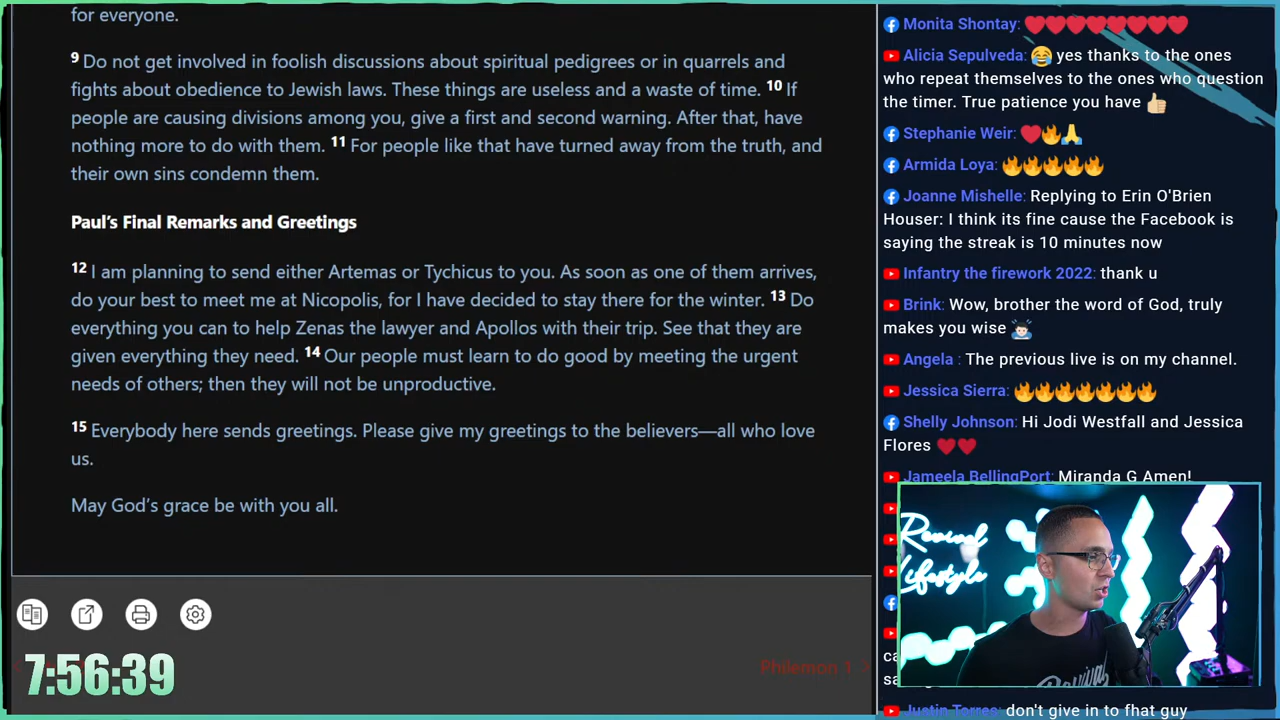 for everyone.
9 Do not get involved in foolish discussions about spiritual pedigrees or in quarrels and
fights about obedience to Jewish laws. These things are useless and a waste of time. 10 If
people are causing divisions among you, give a first and second warning. After that, have
nothing more to do with them. 11 For people like that have turned away from the truth, and
their own sins condemn them.
Paul’s Final Remarks and Greetings
12 I am planning to send either Artemas or Tychicus to you. As soon as one of them arrives,
do your best to meet me at Nicopolis, for I have decided to stay there for the winter. 13 Do
everything you can to help Zenas the lawyer and Apollos with their trip. See that they are
given everything they need. 14 Our people must learn to do good by meeting the urgent
needs of others; then they will not be unproductive.
15 Everybody here sends greetings. Please give my greetings to the believers—all who love
us.
May God’s grace be with you all.
Philemon 1
7:56:39
Monita Shontay: ❤❤❤❤❤❤❤❤
Alicia Sepulveda: 😂 yes thanks to the ones
who repeat themselves to the ones who question
the timer. True patience you have 👍🏼
Stephanie Weir: ❤🔥🙏
Armida Loya: 🔥🔥🔥🔥🔥
Joanne Mishelle: Replying to Erin O'Brien
Houser: I think its fine cause the Facebook is
saying the streak is 10 minutes now
Infantry the firework 2022: thank u
Brink: Wow, brother the word of God, truly
makes you wise 🙇🏻
Angela : The previous live is on my channel.
Jessica Sierra: 🔥🔥🔥🔥🔥🔥🔥
Shelly Johnson: Hi Jodi Westfall and Jessica
Flores ❤❤
Jameela BellingPort: Miranda G Amen!
Revival
Lifestyle
Revival
Justin Torres: don't give in to fhat guy